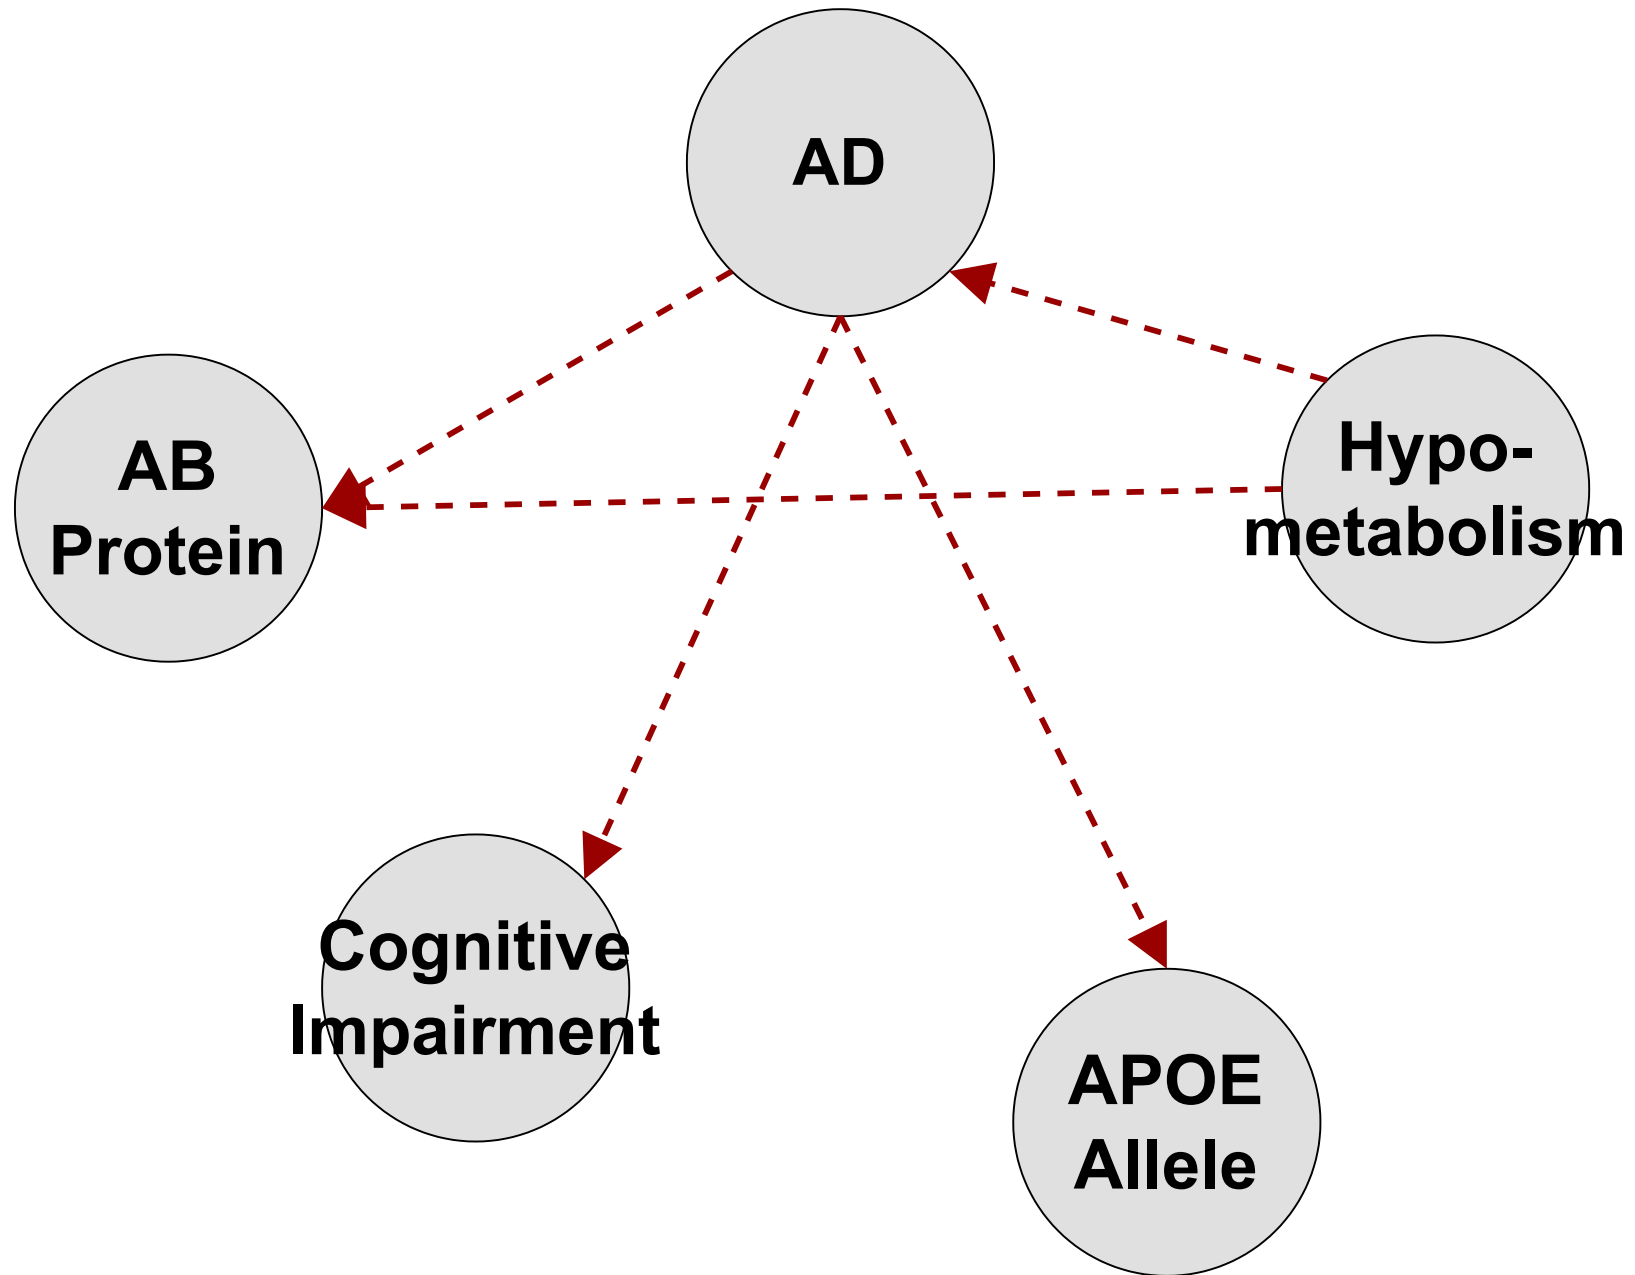 AD
AB
Protein
Hypo-
metabolism
Cognitive
Impairment
APOE
Allele